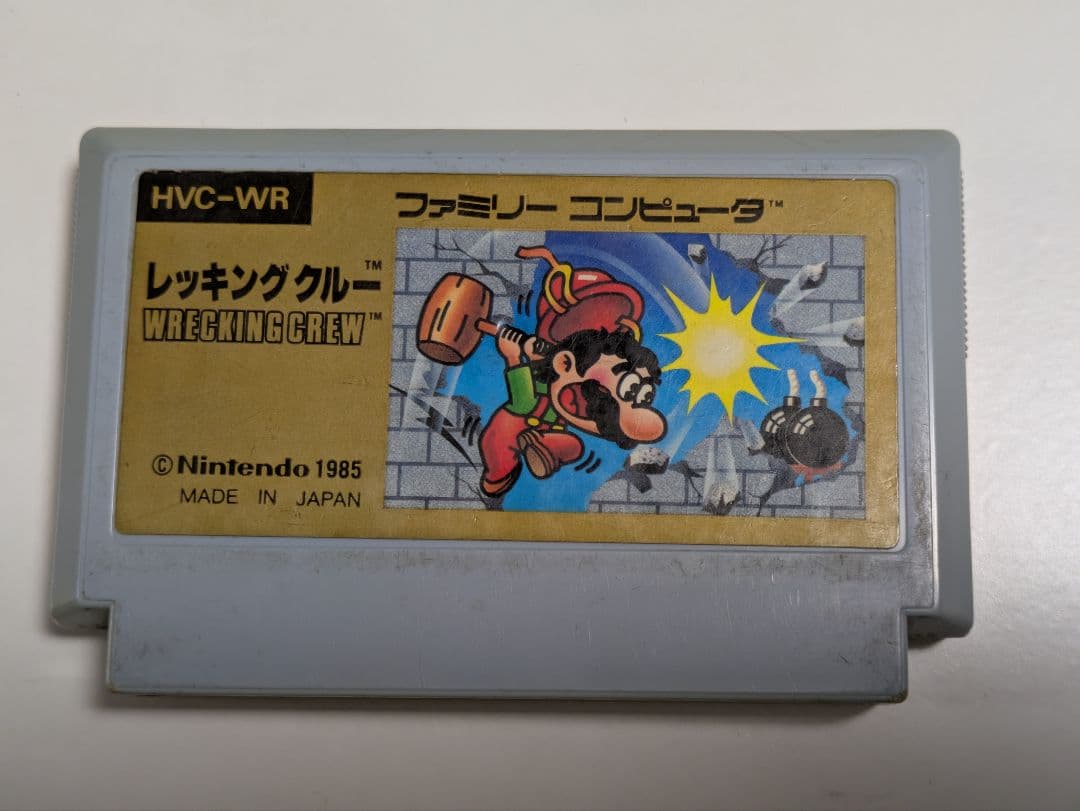 HVC-WR
ファミリー コンピュータ™
レッキング クルー™
WRECKING CREW™
©Nintendo 1985
MADE IN JAPAN